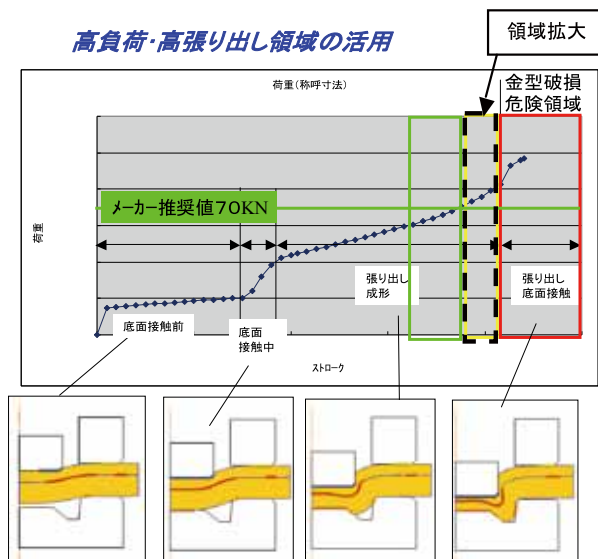 高負荷・高張り出し領域の活用
領域拡大
荷重(称呼寸法)
金型破損
危険領域
メーカー推奨値70KN
荷重
底面接触前
底面
接触中
張り出し
成形
張り出し
底面接触
ストローク